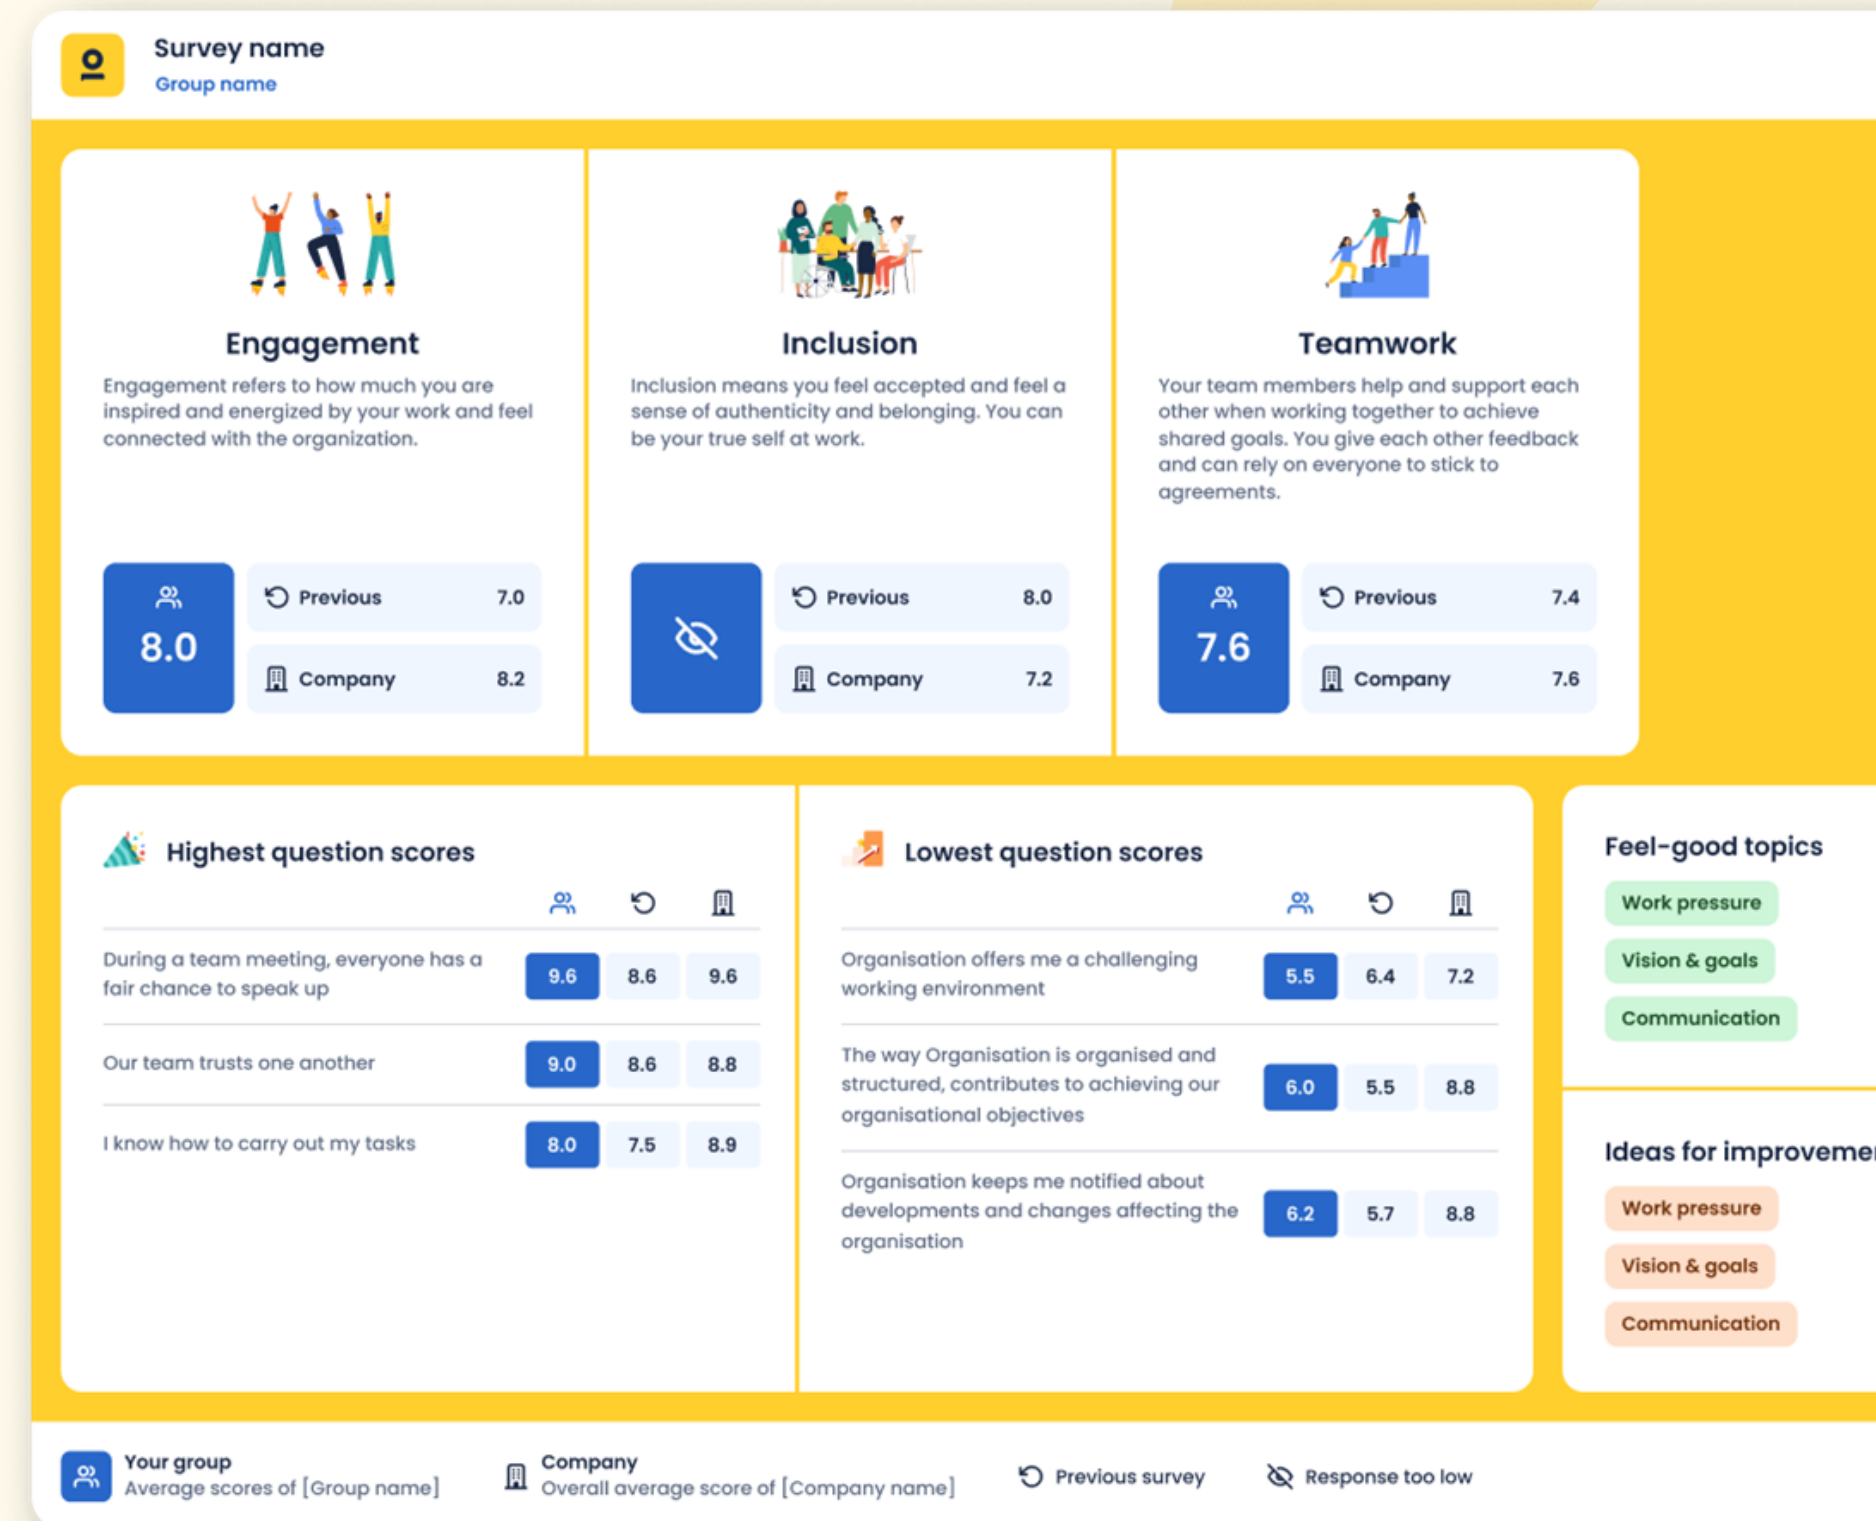 Survey name
Group name
Engagement
Engagement refers to how much you are
inspired and energized by your work and feel
connected with the organization.
8.0
Previous 7.0
Company 8.2
Inclusion
Inclusion means you feel accepted and feel a
sense of authenticity and belonging. You can
be your true self at work.
Previous 8.0
Company 7.2
Teamwork
Your team members help and support each
other when working together to achieve
shared goals. You give each other feedback
and can rely on everyone to stick to
agreements.
7.6
Previous 7.4
Company 7.6
Highest question scores
During a team meeting, everyone has a
fair chance to speak up
9.6 8.6 9.6
Our team trusts one another 9.0 8.6 8.8
I know how to carry out my tasks 8.0 7.5 8.9
Lowest question scores
Organisation offers me a challenging
working environment
5.5 6.4 7.2
The way Organisation is organised and
structured, contributes to achieving our
organisational objectives
6.0 5.5 8.8
Organisation keeps me notified about
developments and changes affecting the
organisation
6.2 5.7 8.8
Feel-good topics
Work pressure
Vision & goals
Communication
Ideas for
Work pressure
Vision & goals
Communication
Your group
Average scores of [Group name]
Company
Overall average score of [Company name]
Previous survey
Response too low